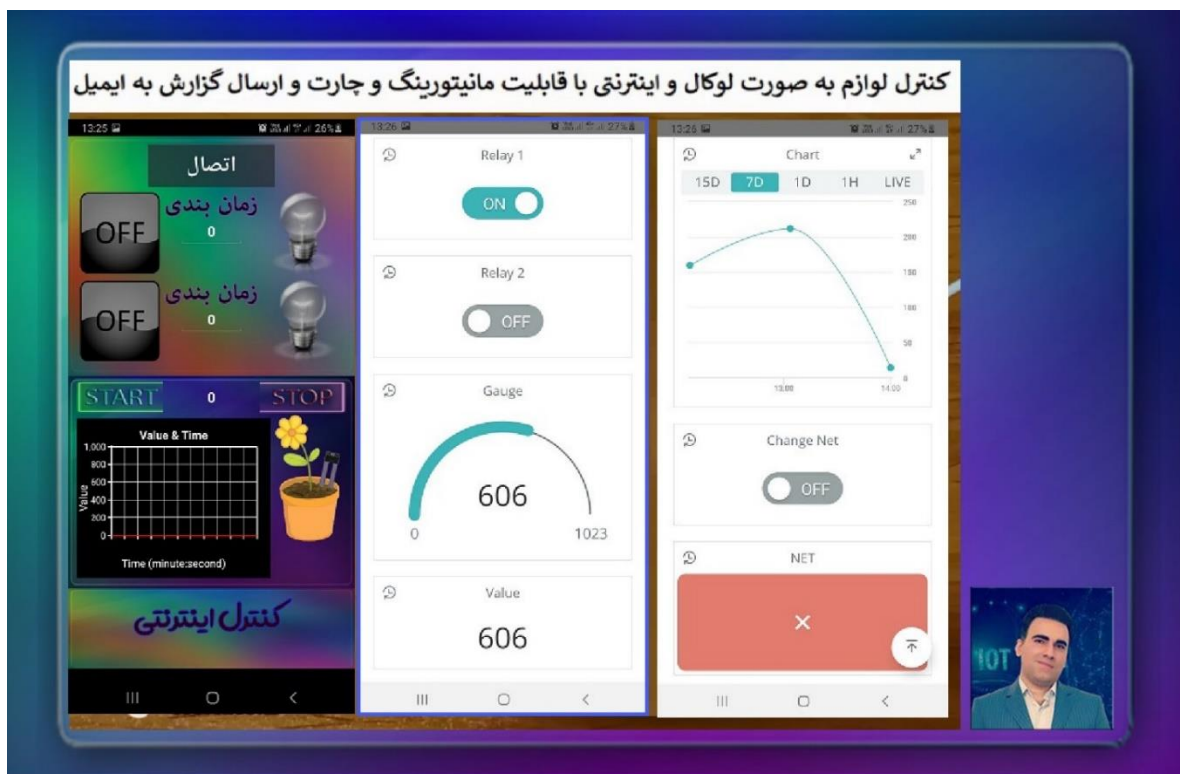 کنترل لوازم به صورت لوکال و اینترنتی با قابلیت مانیتورینگ و چارت و ارسال گزارش به ایمیل
13:25
26%
اتصال
OFF
زمان بندی
0
OFF
زمان بندی
0
START
0
STOP
Value & Time
1,000
800
600
400
200
0
Value
Time (minute:second)
کنترل اینترنتی
13:26
27%
Relay 1
ON
Relay 2
OFF
Gauge
606
0
1023
Value
606
13:26
27%
Chart
15D 7D 1D 1H LIVE
250
200
150
100
50
0
13:00 14:00
Change Net
OFF
NET
IOT